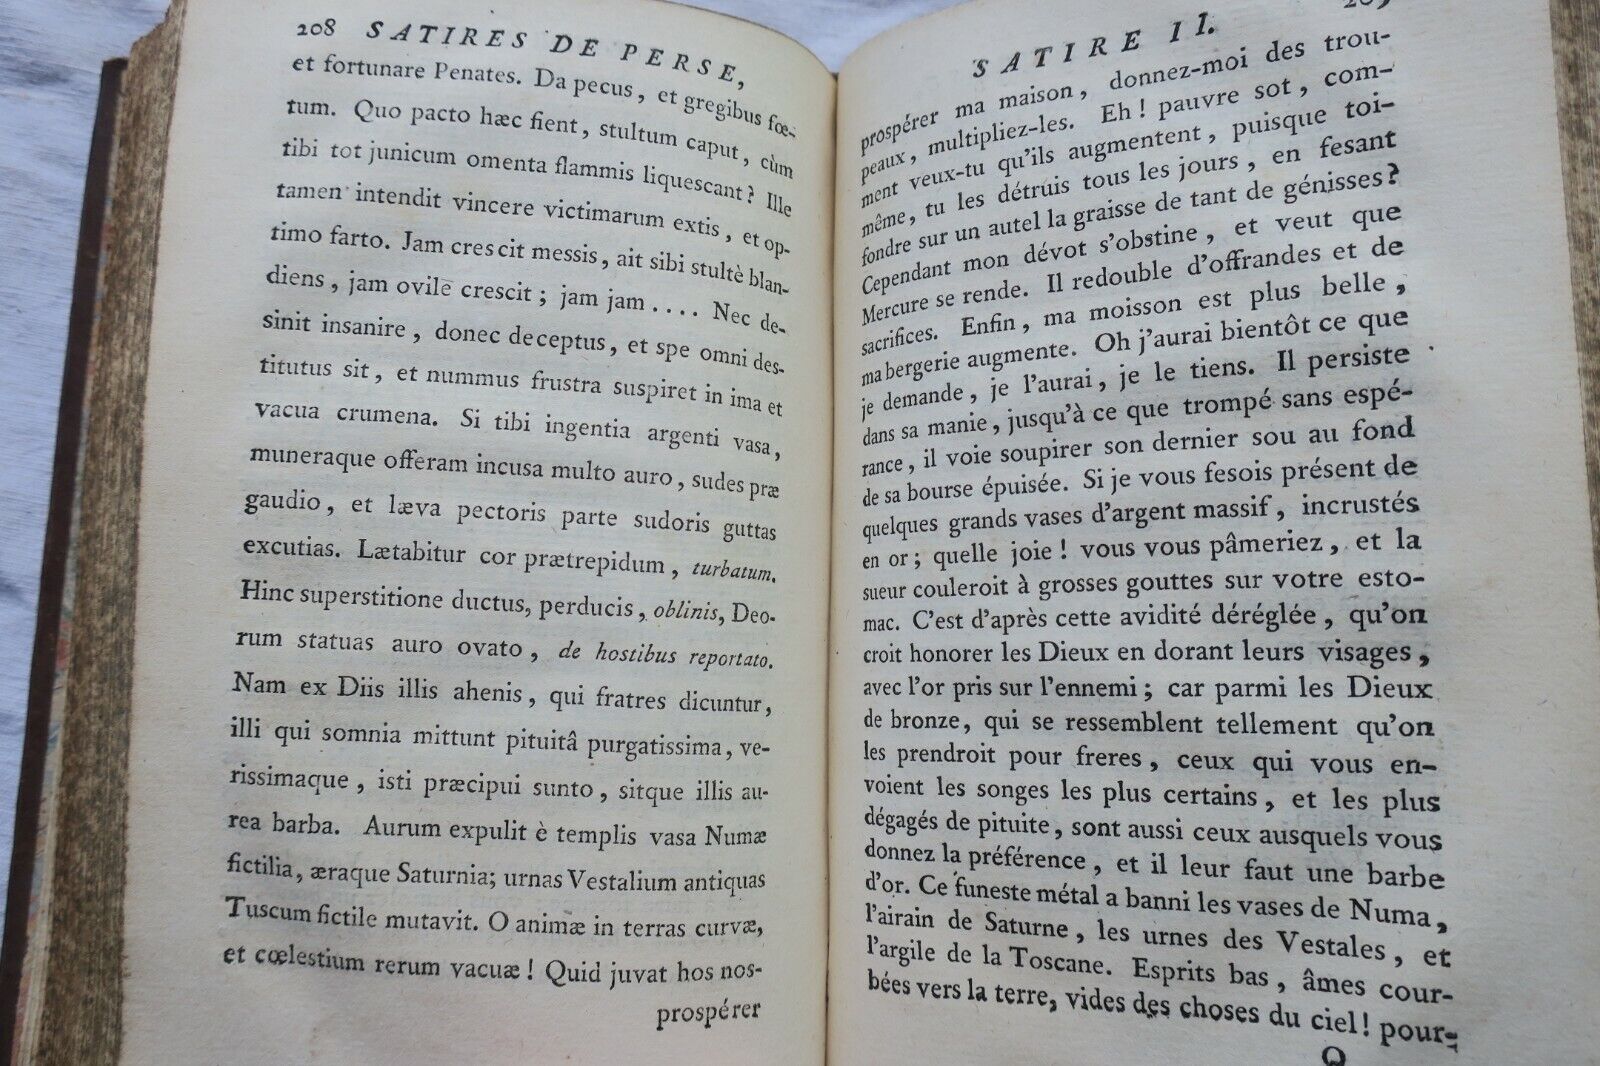 208 SATIRES DE PERSE,
et fortunare Penates. Da pecus, et gregibus fœ-
tum. Quo pacto hæc fient, stultum caput, cùm
tibi tot junicum omenta flammis liquescant? Ille
tamen intendit vincere victimarum extis, et op-
timo farto. Jam crescit messis, ait sibi stultè blan-
diens, jam ovile crescit; jam jam.... Nec de-
sinit insanire, donec deceptus, et spe omni des-
titutus sit, et nummus frustra suspiret in ima et
vacua crumena. Si tibi ingentia argenti vasa,
muneraque offeram incusa multo auro, sudes præ
gaudio, et læva pectoris parte sudoris guttas
excutias. Lætabitur cor prætrepidum, turbatum.
Hinc superstitione ductus, perducis, oblinis, Deo-
rum statuas auro ovato, de hostibus reportato.
Nam ex Diis illis ahenis, qui fratres dicuntur,
illi qui somnia mittunt pituitâ purgatissima, ve-
rissimaque, isti præcipui sunto, sitque illis au-
rea barba. Aurum expulit è templis vasa Numæ
fictilia, æraque Saturnia; urnas Vestalium antiquas
Tuscum fictile mutavit. O animæ in terras curvæ,
et cœlestium rerum vacuæ! Quid juvat hos nos-
prospérer
SATIRE II.
prospérer ma maison, donnez-moi des trou-
peaux, multipliez-les. Eh! pauvre sot, com-
ment veux-tu qu'ils augmentent, puisque toi-
même, tu les détruis tous les jours, en fesant
fondre sur un autel la graisse de tant de génisses?
Cependant mon dévot s'obstine, et veut que
Mercure se rende. Il redouble d'offrandes et de
sacrifices. Enfin, ma moisson est plus belle,
ma bergerie augmente. Oh j'aurai bientôt ce que
je demande, je l'aurai, je le tiens. Il persiste
dans sa manie, jusqu'à ce que trompé sans espé-
rance, il voie soupirer son dernier sou au fond
de sa bourse épuisée. Si je vous fesois présent de
quelques grands vases d'argent massif, incrustés
en or; quelle joie! vous vous pâmeriez, et la
sueur couleroit à grosses gouttes sur votre esto-
mac. C'est d'après cette avidité déréglée, qu'on
croit honorer les Dieux en dorant leurs visages,
avec l'or pris sur l'ennemi; car parmi les Dieux
de bronze, qui se ressemblent tellement qu'on
les prendroit pour freres, ceux qui vous en-
voient les songes les plus certains, et les plus
dégagés de pituite, sont aussi ceux ausquels vous
donnez la préférence, et il leur faut une barbe
d'or. Ce funeste métal a banni les vases de Numa,
l'airain de Saturne, les urnes des Vestales, et
l'argile de la Toscane. Esprits bas, âmes cour-
bées vers la terre, vides des choses du ciel! pour-